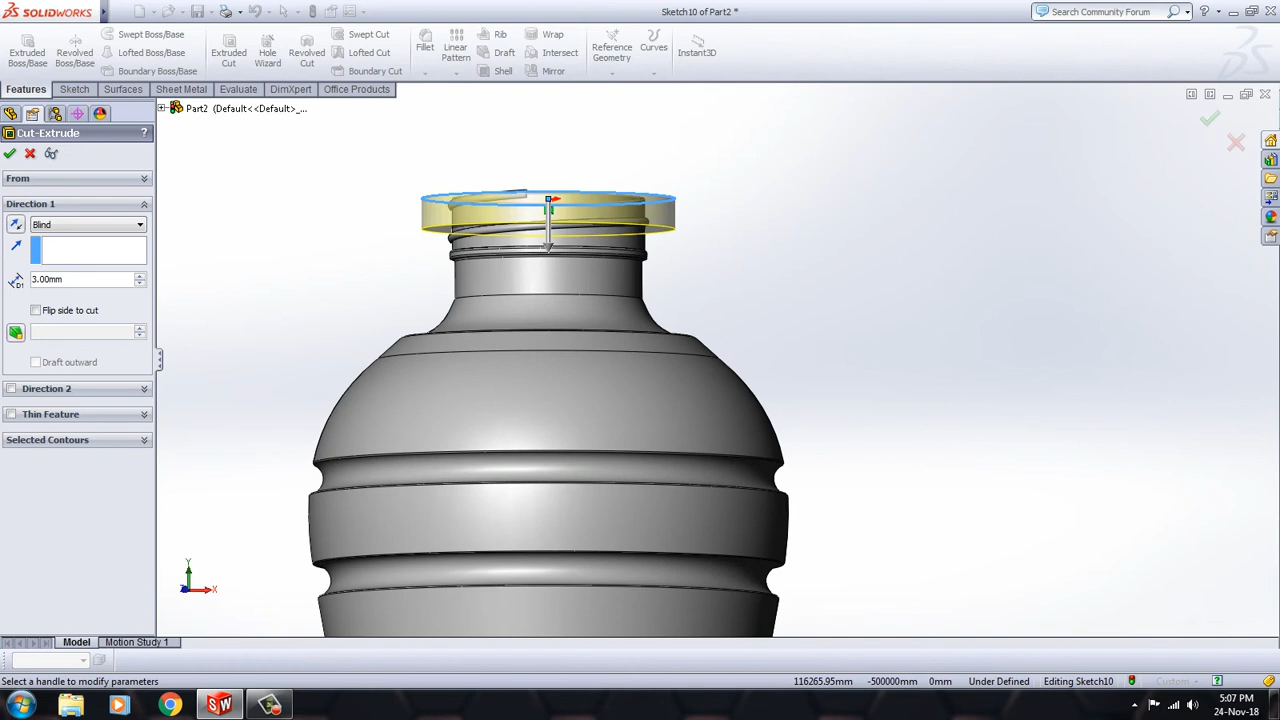 SOLIDWORKS
Sketch10 of Part2 *
Search Community Forum
Extruded Boss/Base
Revolved Boss/Base
Swept Boss/Base
Lofted Boss/Base
Boundary Boss/Base
Extruded Cut
Hole Wizard
Revolved Cut
Swept Cut
Lofted Cut
Boundary Cut
Fillet
Linear Pattern
Rib
Draft
Shell
Wrap
Intersect
Mirror
Reference Geometry
Curves
Instant3D
Features
Sketch
Surfaces
Sheet Metal
Evaluate
DimXpert
Office Products
Part2 (Default<<Default>_...
Cut-Extrude
?
From
Direction 1
Blind
D1
3.00mm
Flip side to cut
Draft outward
Direction 2
Thin Feature
Selected Contours
Y
Z
X
Model
Motion Study 1
Select a handle to modify parameters
116265.95mm
-500000mm
0mm
Under Defined
Editing Sketch10
Custom
?
SW
5:07 PM
24-Nov-18